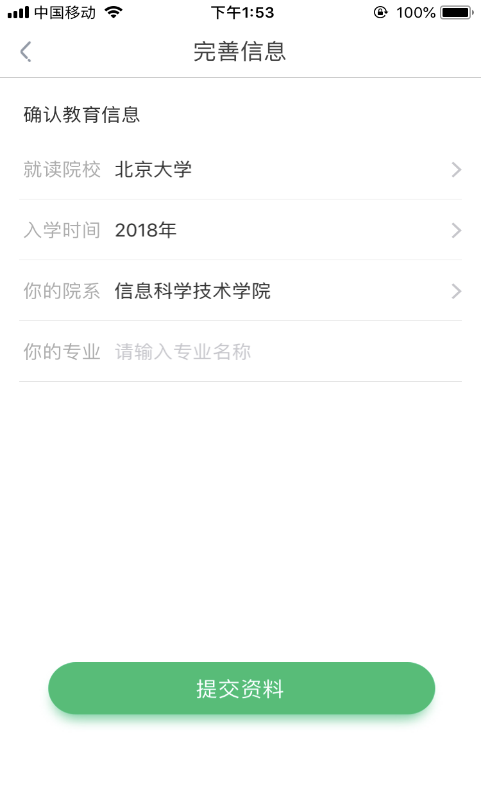 中国移动 下午1:53 100%
完善信息
确认教育信息
就读院校 北京大学
入学时间 2018年
你的院系 信息科学技术学院
你的专业 请输入专业名称
提交资料